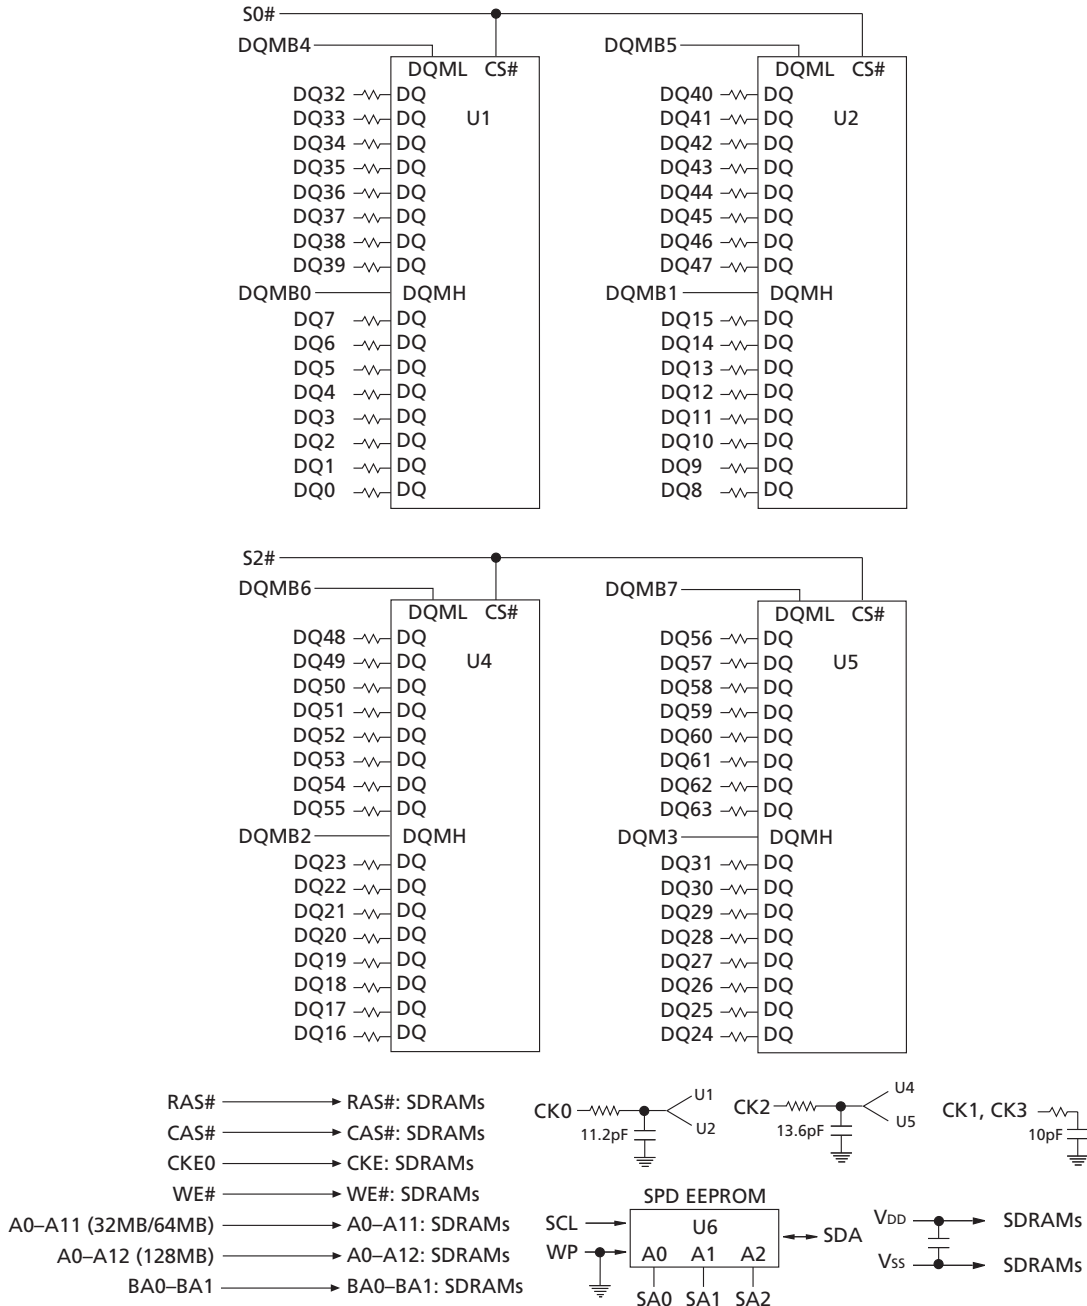 S0#
DQMB4 DQMB5
DQML CS# DQML CS#
DQ32 DQ DQ40 DQ
DQ33 DQ U1 DQ41 DQ U2
DQ34 DQ DQ42 DQ
DQ35 DQ DQ43 DQ
DQ36 DQ DQ44 DQ
DQ37 DQ DQ45 DQ
DQ38 DQ DQ46 DQ
DQ39 DQ DQ47 DQ
DQMB0 DQMH DQMB1 DQMH
DQ7 DQ DQ15 DQ
DQ6 DQ DQ14 DQ
DQ5 DQ DQ13 DQ
DQ4 DQ DQ12 DQ
DQ3 DQ DQ11 DQ
DQ2 DQ DQ10 DQ
DQ1 DQ DQ9 DQ
DQ0 DQ DQ8 DQ
S2#
DQMB6 DQMB7
DQML CS# DQML CS#
DQ48 DQ DQ56 DQ
DQ49 DQ U4 DQ57 DQ U5
DQ50 DQ DQ58 DQ
DQ51 DQ DQ59 DQ
DQ52 DQ DQ60 DQ
DQ53 DQ DQ61 DQ
DQ54 DQ DQ62 DQ
DQ55 DQ DQ63 DQ
DQMB2 DQMH DQM3 DQMH
DQ23 DQ DQ31 DQ
DQ22 DQ DQ30 DQ
DQ21 DQ DQ29 DQ
DQ20 DQ DQ28 DQ
DQ19 DQ DQ27 DQ
DQ18 DQ DQ26 DQ
DQ17 DQ DQ25 DQ
DQ16 DQ DQ24 DQ
RAS# RAS#: SDRAMs
CAS# CAS#: SDRAMs
CKE0 CKE: SDRAMs
WE# WE#: SDRAMs
A0–A11 (32MB/64MB) A0–A11: SDRAMs
A0–A12 (128MB) A0–A12: SDRAMs
BA0–BA1 BA0–BA1: SDRAMs
CK0 U1
U2
11.2pF
CK2 U4
U5
13.6pF
CK1, CK3
10pF
SPD EEPROM
SCL U6
WP A0 A1 A2 SDA
SA0 SA1 SA2
VDD SDRAMs
VSS SDRAMs